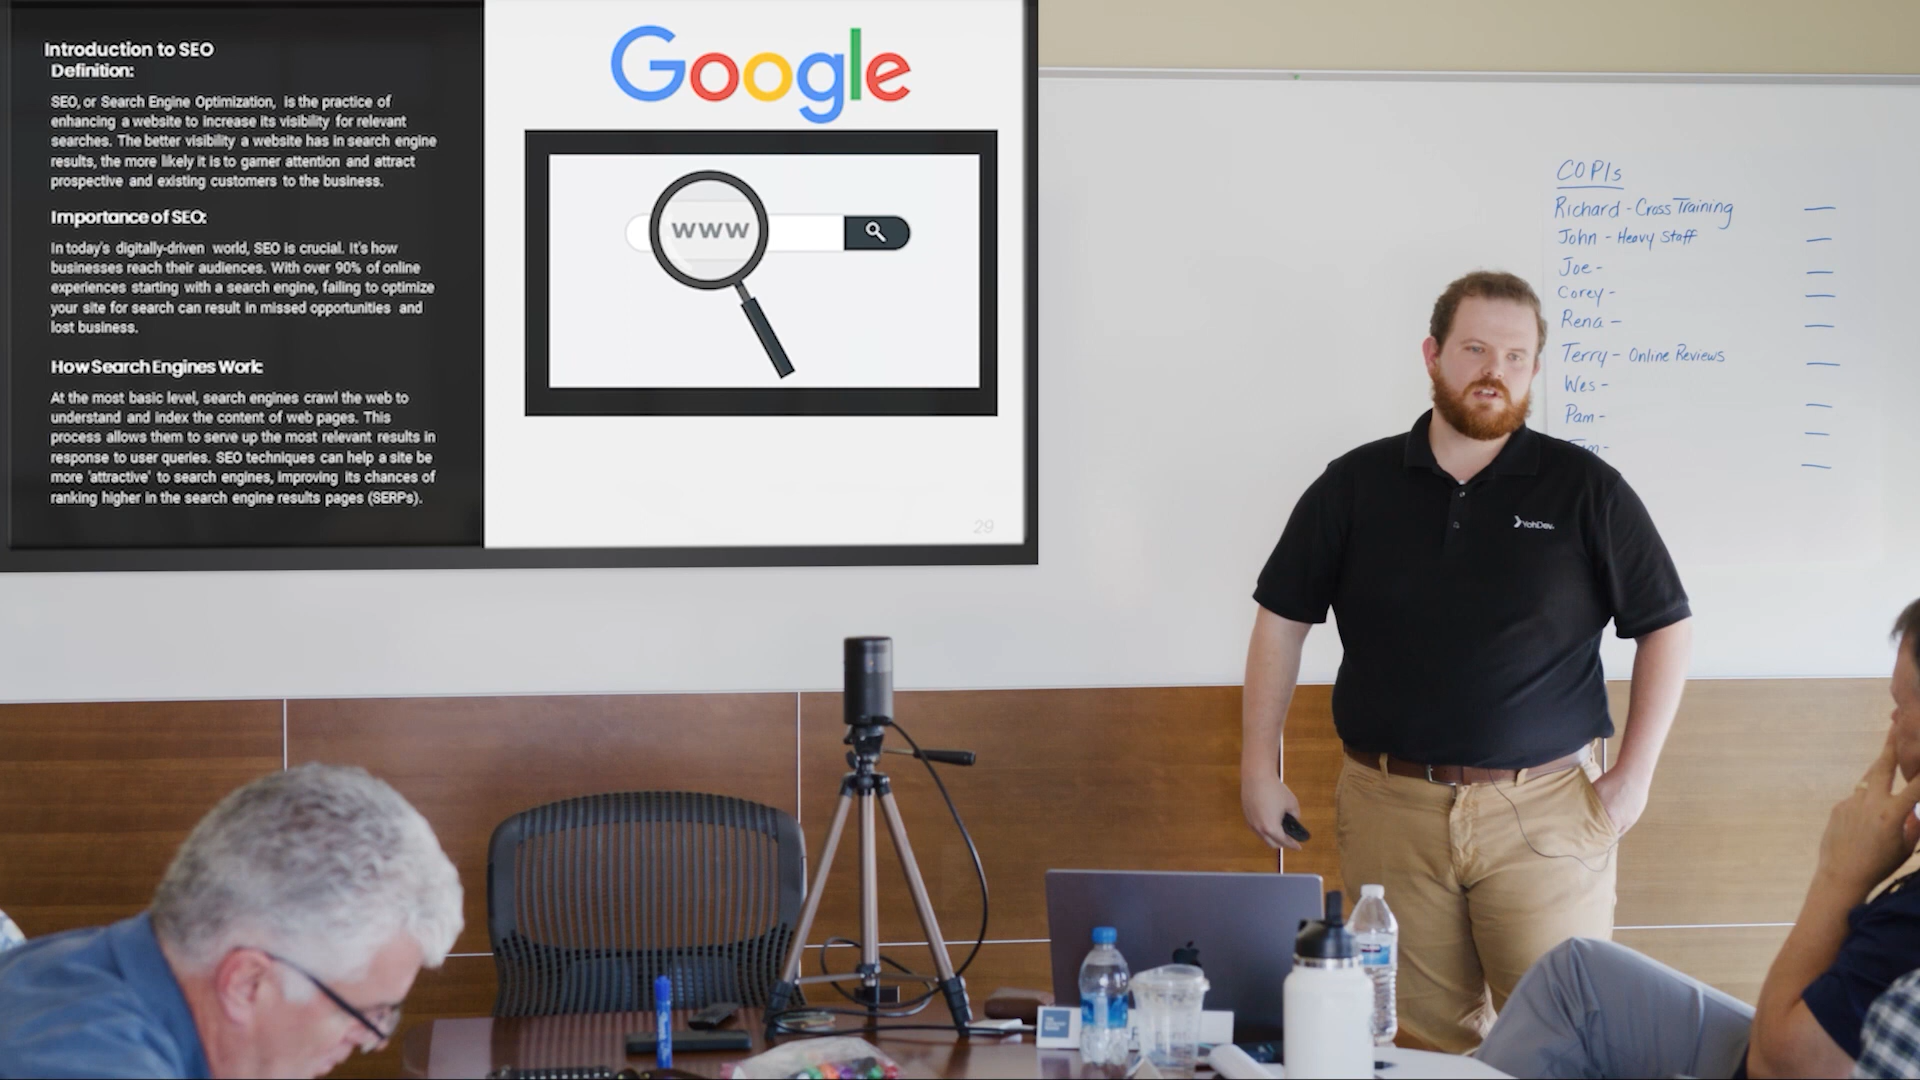 Introduction to SEO
Definition:
SEO, or Search Engine Optimization, is the practice of
enhancing a website to increase its visibility for relevant
searches. The better visibility a website has in search engine
results, the more likely it is to garner attention and attract
prospective and existing customers to the business.
Importance of SEO:
In today's digitally-driven world, SEO is crucial. It's how
businesses reach their audiences. With over 90% of online
experiences starting with a search engine, failing to optimize
your site for search can result in missed opportunities and
lost business.
How Search Engines Work:
At the most basic level, search engines crawl the web to
understand and index the content of web pages. This
process allows them to serve up the most relevant results in
response to user queries. SEO techniques can help a site be
more 'attractive' to search engines, improving its chances of
ranking higher in the search engine results pages (SERPs).
Google
www
29
COPIs
Richard - Cross Training
John - Heavy Staff
Joe -
Corey -
Rena -
Terry - Online Reviews
Wes -
Pam -
YohDev